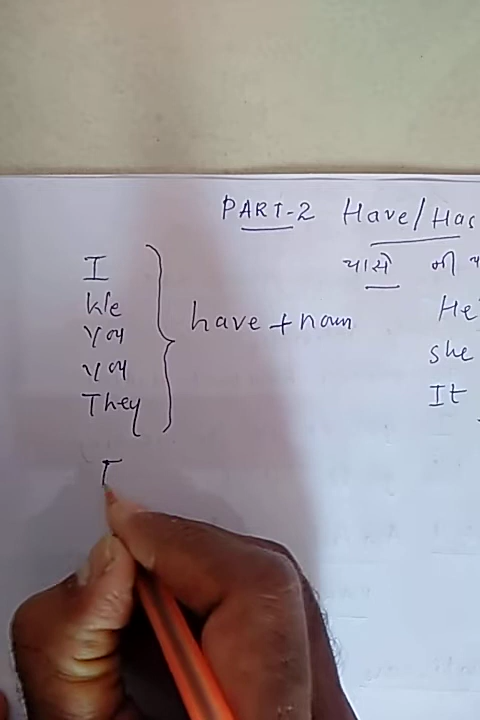 PART-2 Have/Has
I
We
You
You
They
have + noun
He
she
It
I